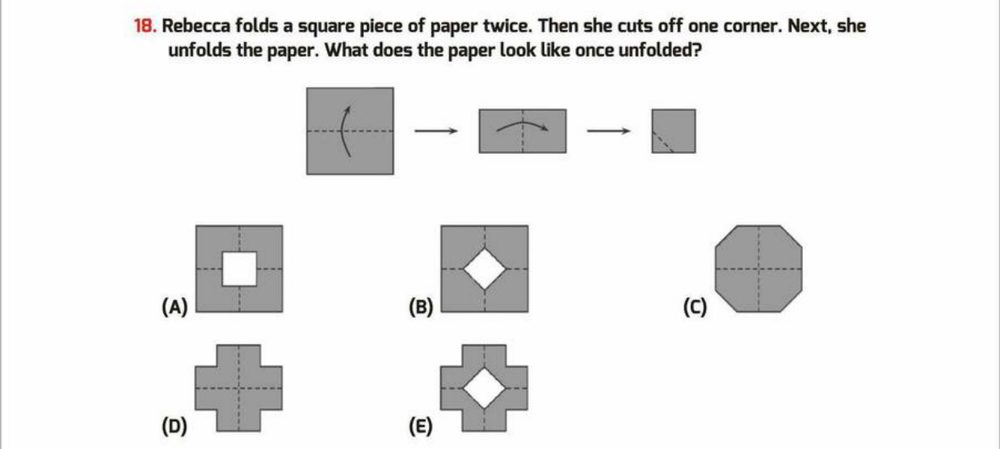 18. Rebecca folds a square piece of paper twice. Then she cuts off one corner. Next, she
unfolds the paper. What does the paper look like once unfolded?
(A)
(B)
(C)
(D)
(E)